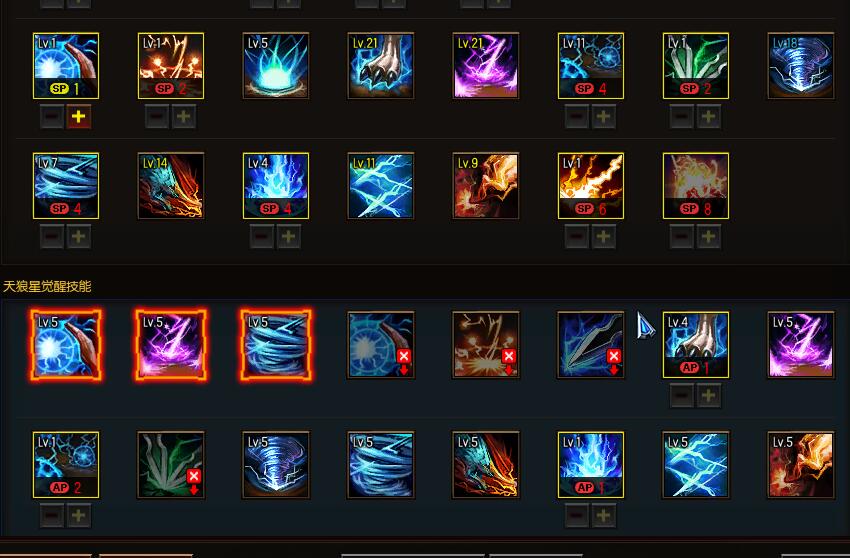 Lv.1 Lv.1 Lv.5 Lv.21 Lv.21 Lv.11 Lv.1 Lv.18
SP 1 SP 2 SP 4 SP 2
Lv.7 Lv.14 Lv.4 Lv.11 Lv.9 Lv.1
SP 4 SP 4 SP 6 SP 8
天狼星觉醒技能
Lv.5 Lv.5 Lv.5 Lv.4 Lv.5
AP 1
Lv.1 Lv.5 Lv.5 Lv.5 Lv.1 Lv.5 Lv.5
AP 2 AP 1